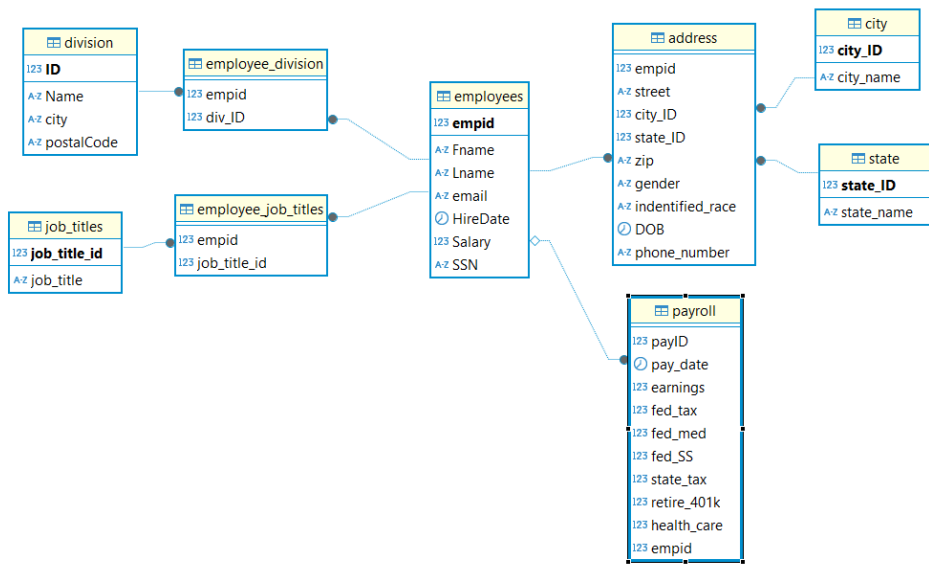 division
123 ID
A-Z Name
A-Z city
A-Z postalCode
employee_division
123 empid
123 div_ID
job_titles
123 job_title_id
A-Z job_title
employee_job_titles
123 empid
123 job_title_id
employees
123 empid
A-Z Fname
A-Z Lname
A-Z email
HireDate
123 Salary
A-Z SSN
address
123 empid
A-Z street
123 city_ID
123 state_ID
A-Z zip
A-Z gender
A-Z indentified_race
DOB
A-Z phone_number
city
123 city_ID
A-Z city_name
state
123 state_ID
A-Z state_name
payroll
123 payID
pay_date
123 earnings
123 fed_tax
123 fed_med
123 fed_SS
123 state_tax
123 retire_401k
123 health_care
123 empid